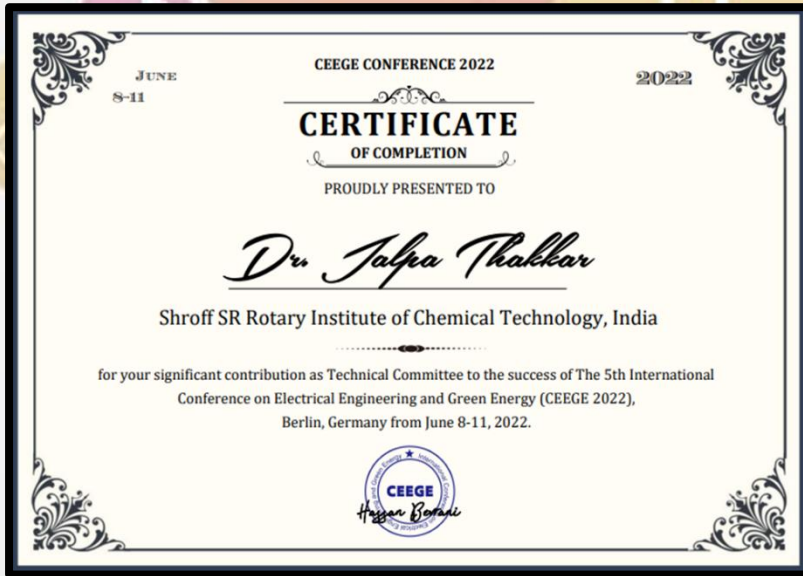 CEEGE CONFERENCE 2022
JUNE
8-11
2022
CERTIFICATE
OF COMPLETION
PROUDLY PRESENTED TO
Dr. Jalpa Thakkar
Shroff SR Rotary Institute of Chemical Technology, India
for your significant contribution as Technical Committee to the success of The 5th International
Conference on Electrical Engineering and Green Energy (CEEGE 2022),
Berlin, Germany from June 8-11, 2022.
CEEGE